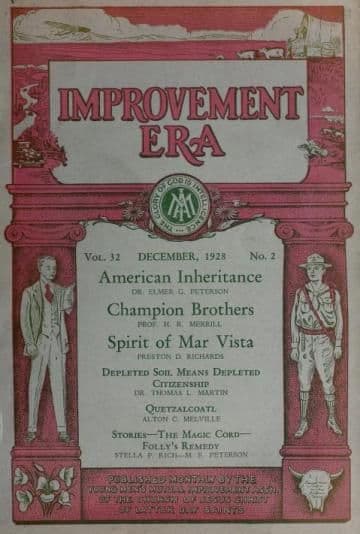 IMPROVEMENT
ERA
THE GLORY OF GOD IS INTELLIGENCE
MIA
VOL. 32 DECEMBER, 1928 NO. 2
American Inheritance
DR. ELMER G. PETERSON
Champion Brothers
PROF. H. R. MERRILL
Spirit of Mar Vista
PRESTON D. RICHARDS
DEPLETED SOIL MEANS DEPLETED
CITIZENSHIP
DR. THOMAS L. MARTIN
QUETZALCOATL
ALTON C. MELVILLE
STORIES—THE MAGIC CORD—
FOLLY'S REMEDY
STELLA P. RICH—M. E. PETERSON
PUBLISHED MONTHLY BY THE
YOUNG MEN'S MUTUAL IMPROVEMENT ASSN.
OF THE CHURCH OF JESUS CHRIST
OF LATTER DAY SAINTS